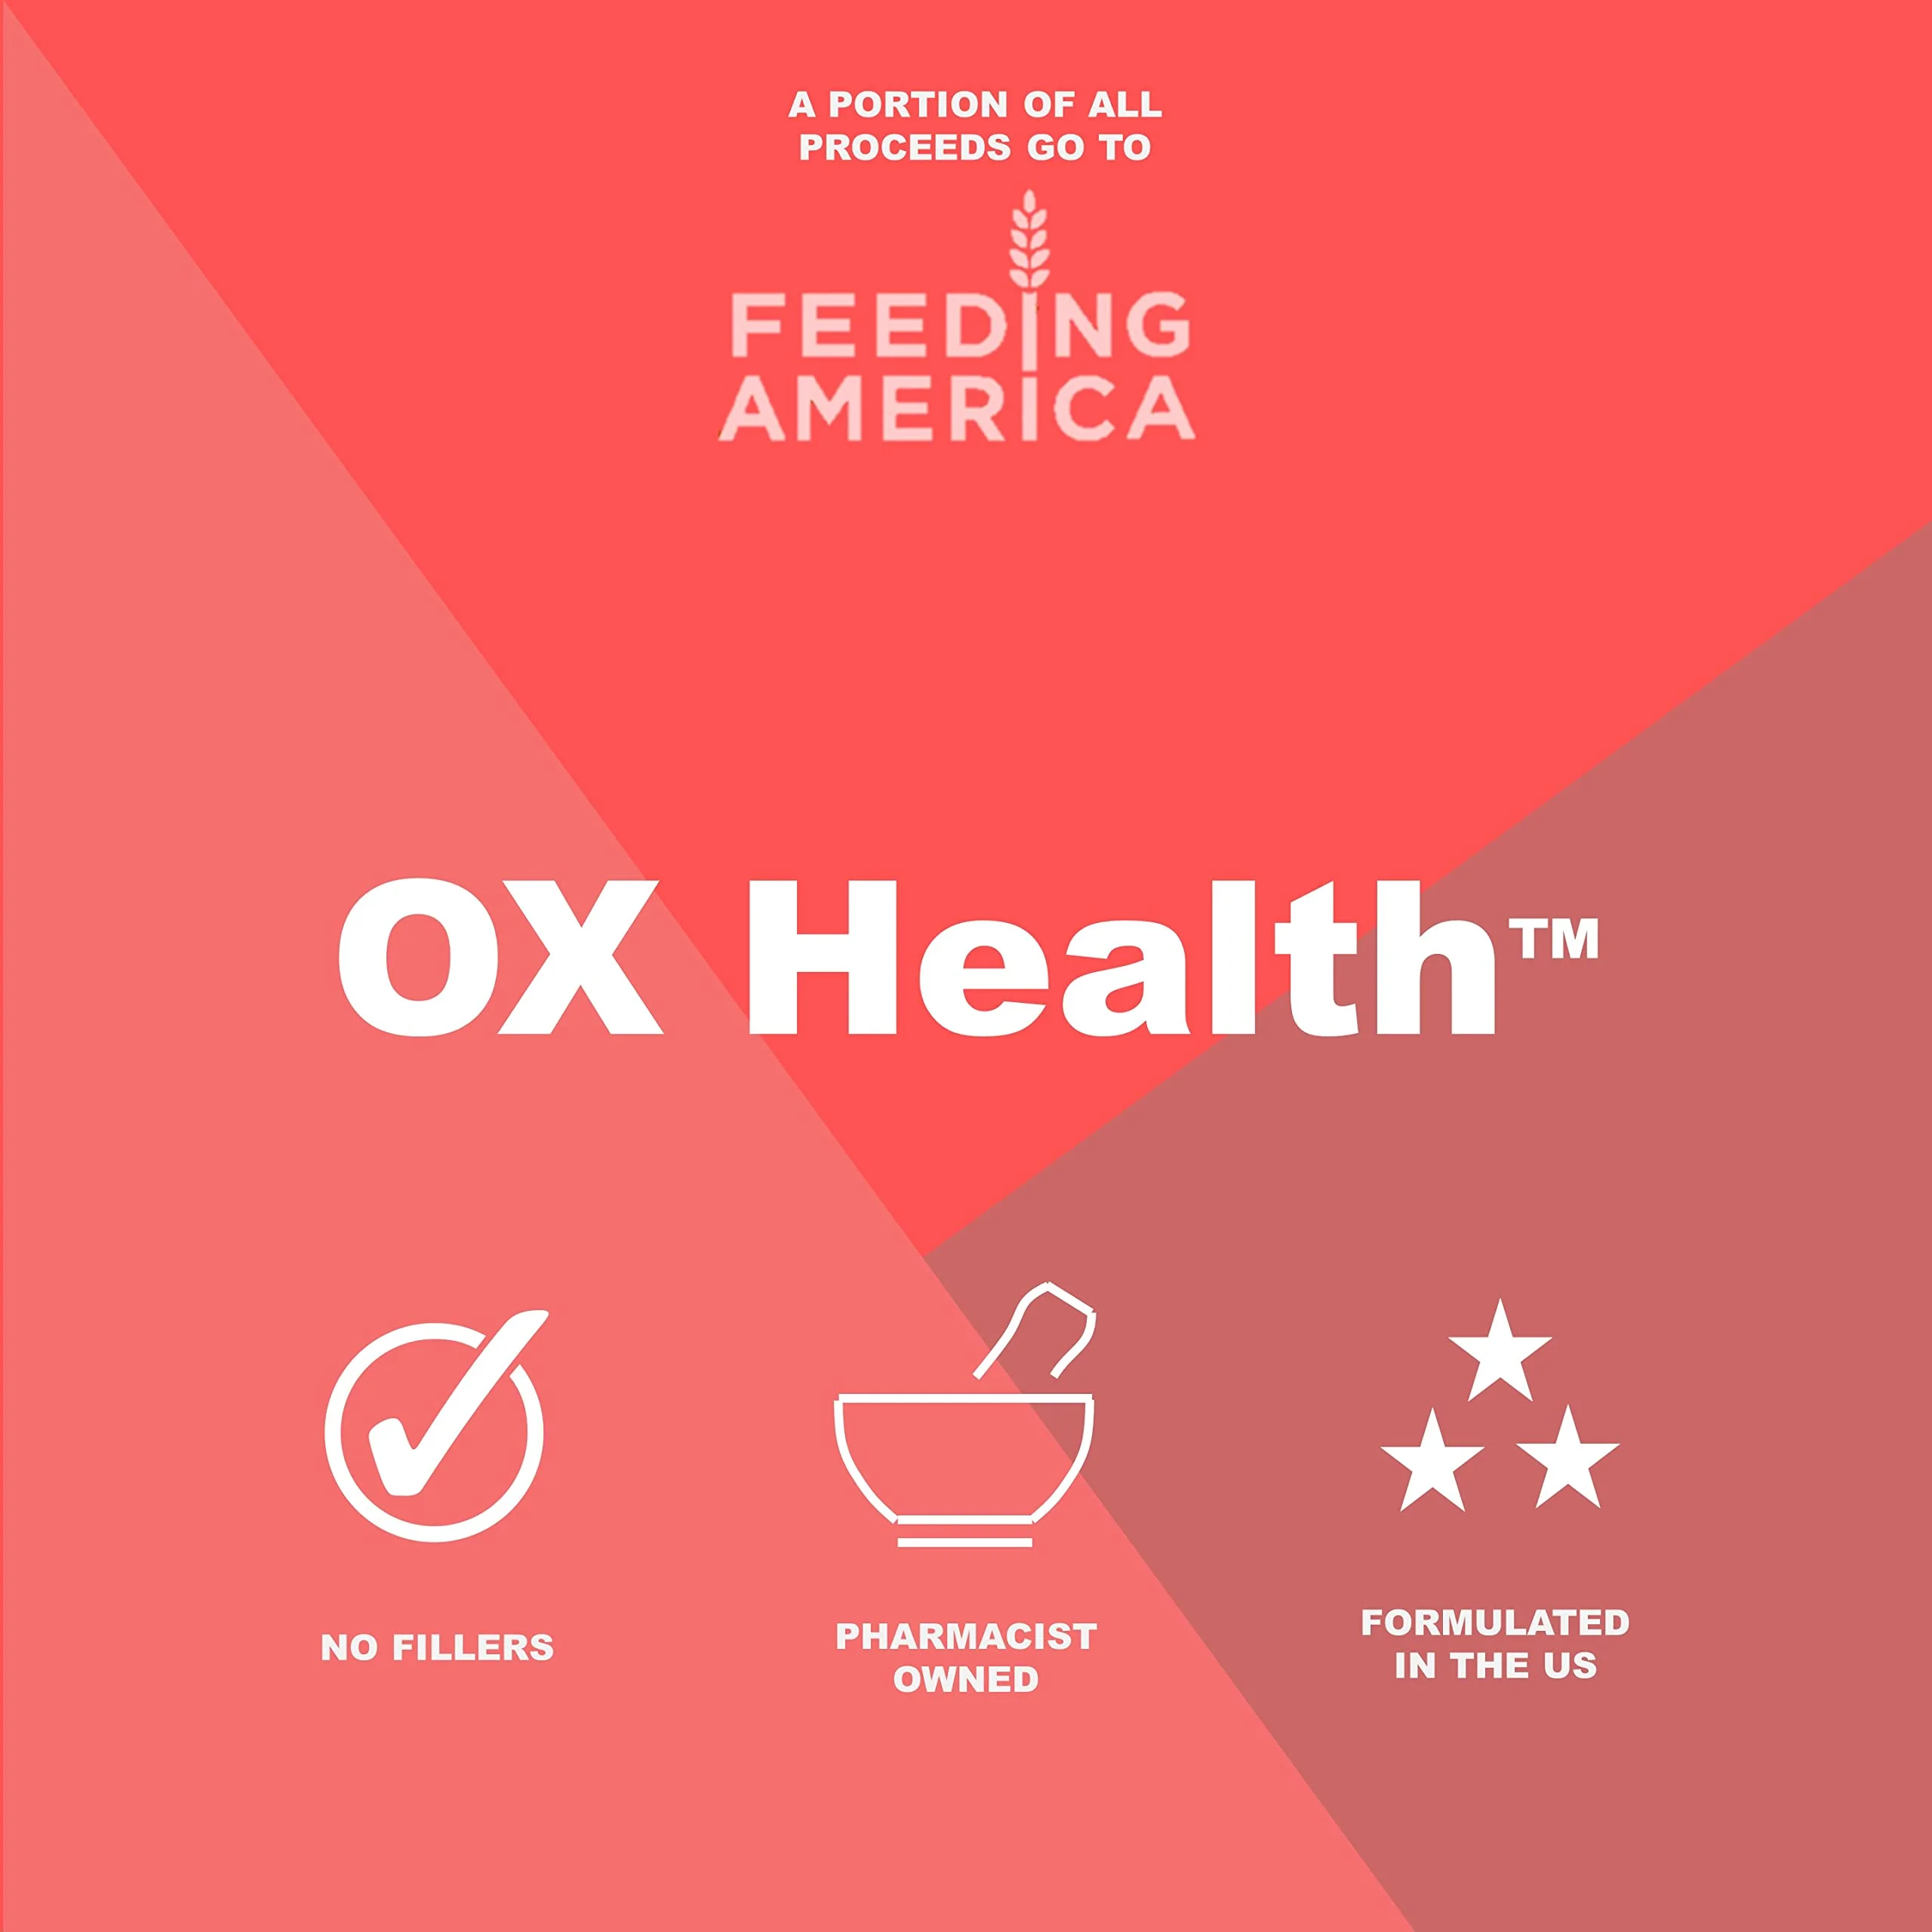 A PORTION OF ALL
PROCEEDS GO TO
FEEDING
AMERICA
OX Health™
NO FILLERS
PHARMACIST
OWNED
FORMULATED
IN THE US